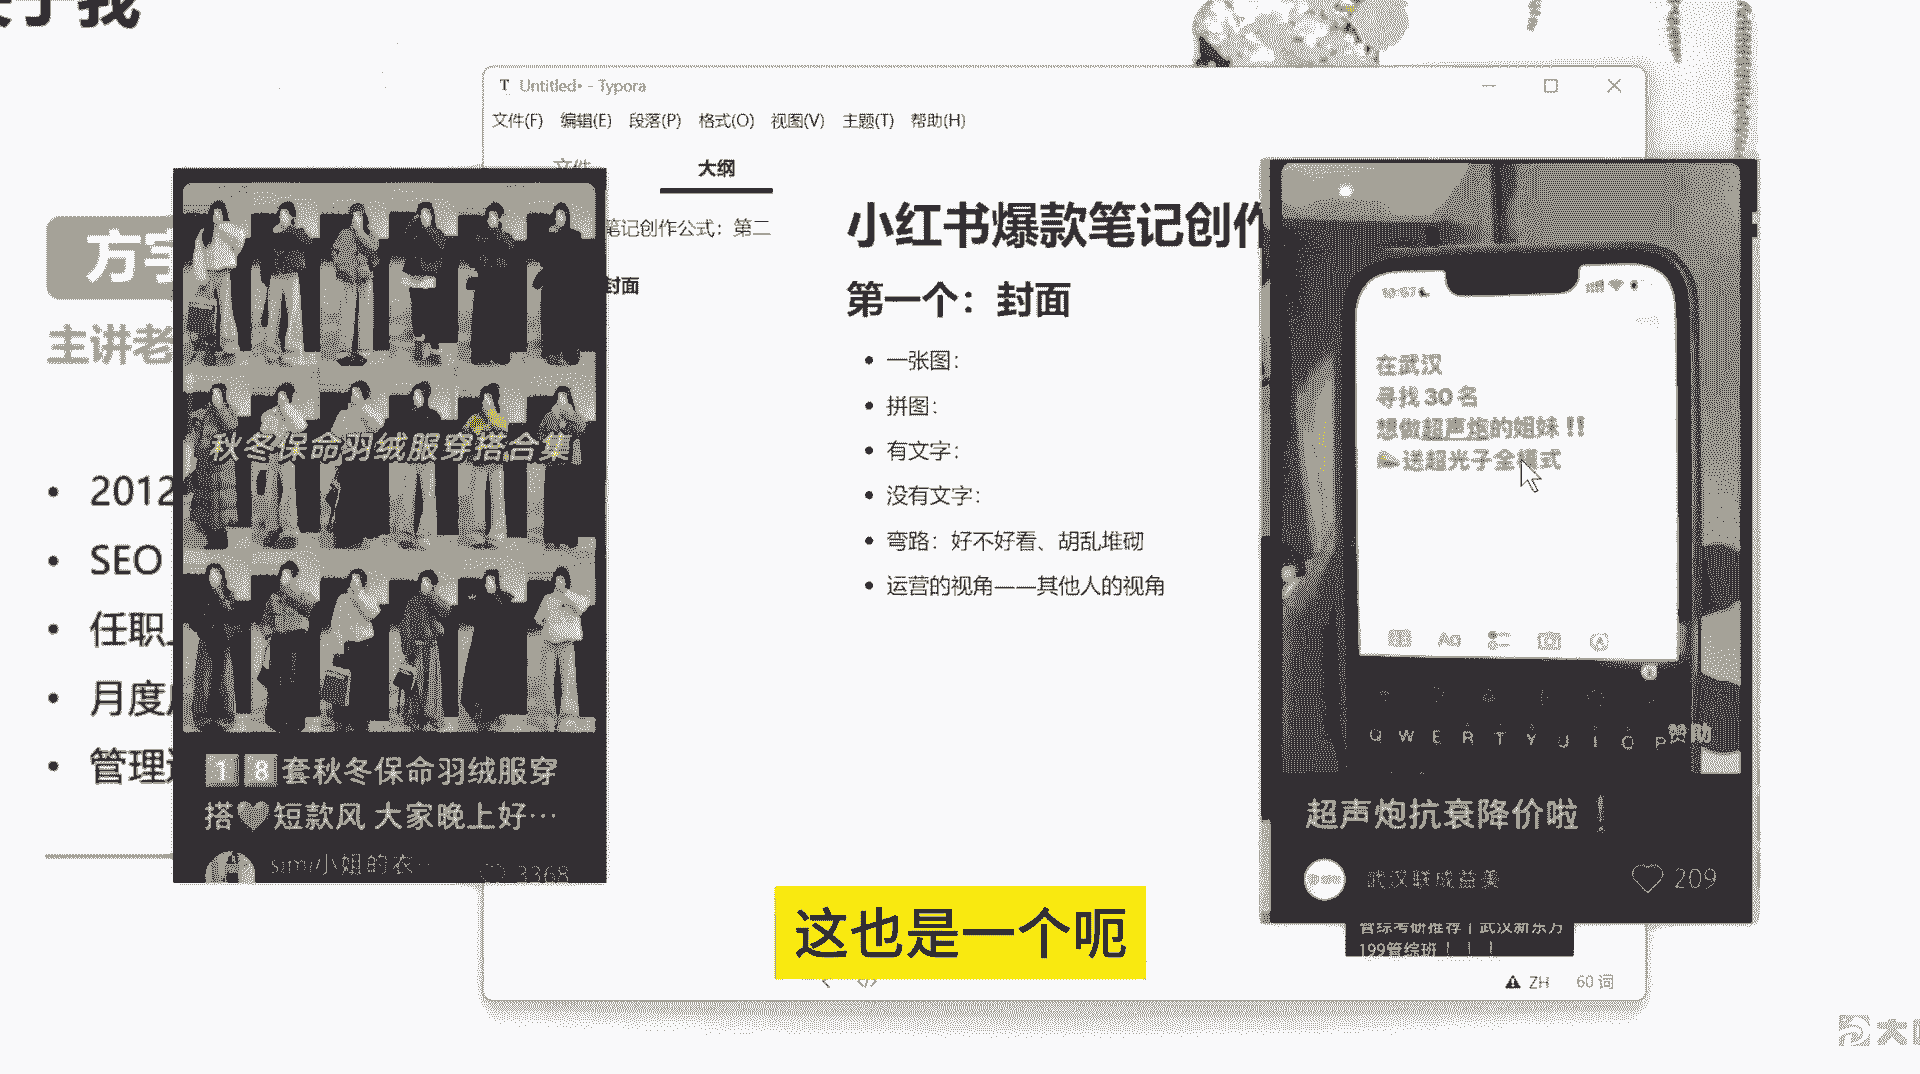 我
Untitled• - Typora
文件(F) 编辑(E) 段落(P) 格式(O) 视图(V) 主题(T) 帮助(H)
文件 大纲
笔记创作公式：第二
封面
小红书爆款笔记创作
第一个：封面
一张图：
拼图：
有文字：
没有文字：
弯路：好不好看、胡乱堆砌
运营的视角——其他人的视角
主讲老
2012
SEO
任职
月度
管理
秋冬保命羽绒服穿搭合集
18套秋冬保命羽绒服穿
搭🖤短款风 大家晚上好…
simi小姐的衣…
3368
在武汉
寻找 30 名
想做超声炮的姐妹 !!
送超光子全模式
Q W E R T Y U I O P
赞助
超声炮抗衰降价啦！
武汉联成益美
209
管综考研推荐 | 武汉新东方
199管综班！！！
这也是一个呃
ZH 60 词